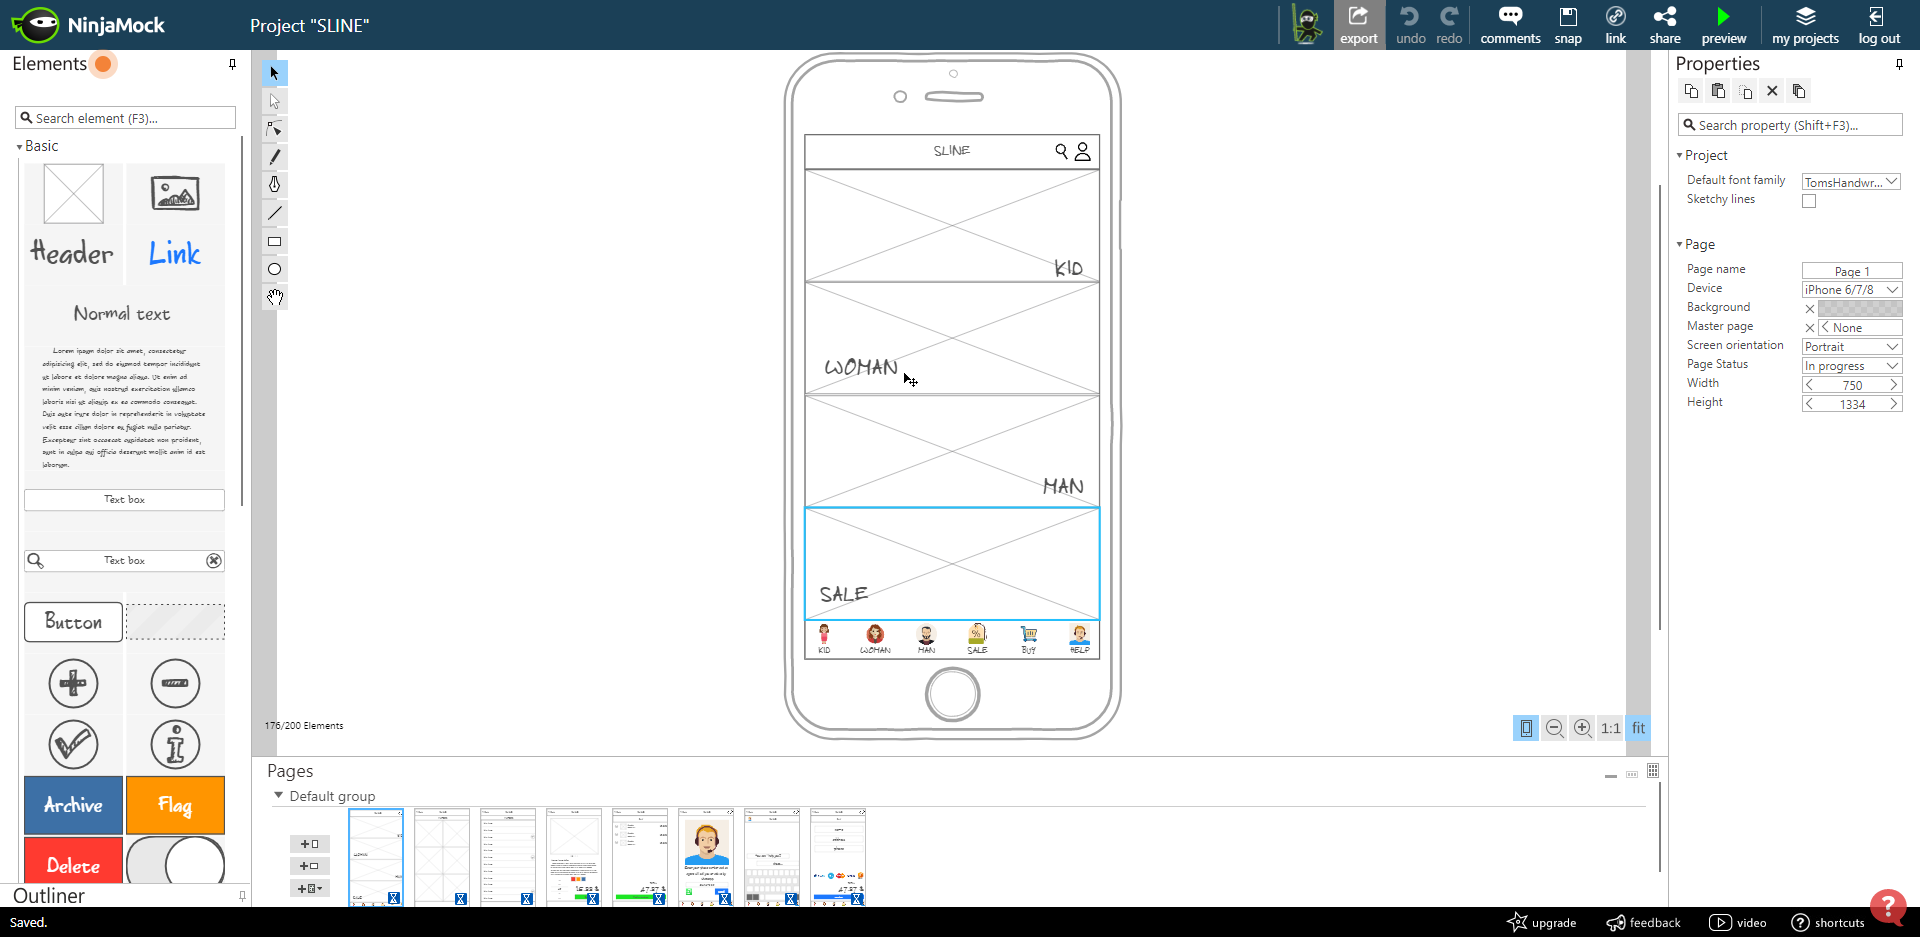 NinjaMock
Project "SLINE"
export
undo
redo
comments
snap
link
share
preview
my projects
log out
Elements
Search element (F3)...
Basic
Header
Link
Normal text
Lorem ipsum dolor sit amet, consectetur
adipisicing elit, sed do eiusmod tempor incididunt
ut labore et dolore magna aliqua. Ut enim ad
minim veniam, quis nostrud exercitation ullamco
laboris nisi ut aliquip ex ea commodo consequat.
Duis aute irure dolor in reprehenderit in voluptate
velit esse cillum dolore eu fugiat nulla pariatur.
Excepteur sint occaecat cupidatat non proident,
sunt in culpa qui officia deserunt mollit anim id est
laborum.
Text box
Text box
Button
Archive
Flag
Delete
Outliner
SLINE
KID
WOMAN
MAN
SALE
KID
WOMAN
MAN
SALE
BUY
HELP
176/200 Elements
1:1
fit
Properties
Search property (Shift+F3)...
Project
Default font family
TomsHandwr...
Sketchy lines
Page
Page name
Page 1
Device
iPhone 6/7/8
Background
Master page
None
Screen orientation
Portrait
Page Status
In progress
Width
750
Height
1334
Pages
Default group
Saved.
upgrade
feedback
video
shortcuts